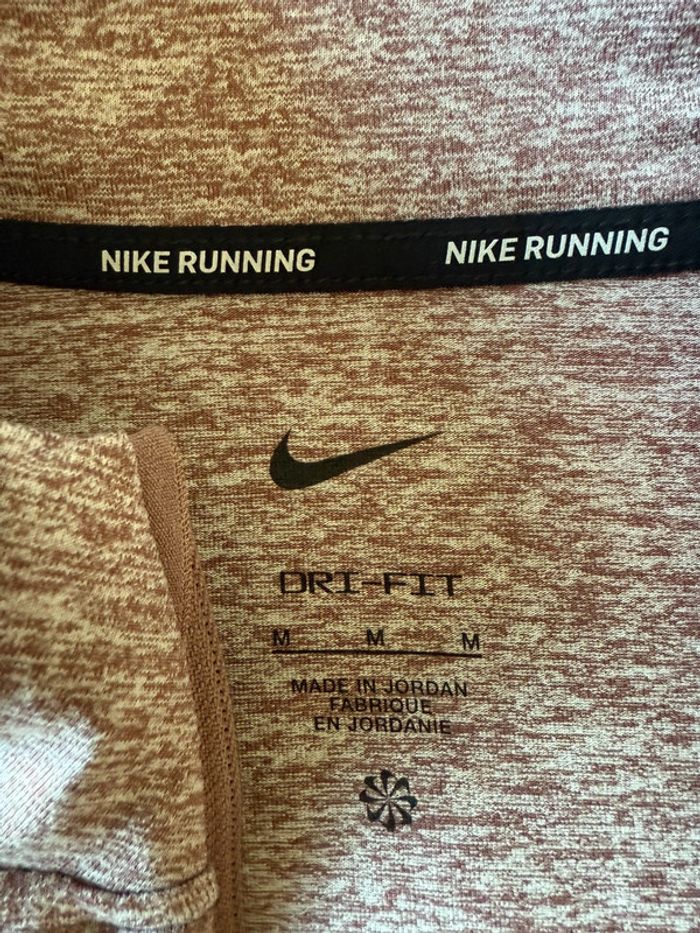 NIKE RUNNING NIKE RUNNING
DRI-FIT
M M M
MADE IN JORDAN
FABRIQUE
EN JORDANIE